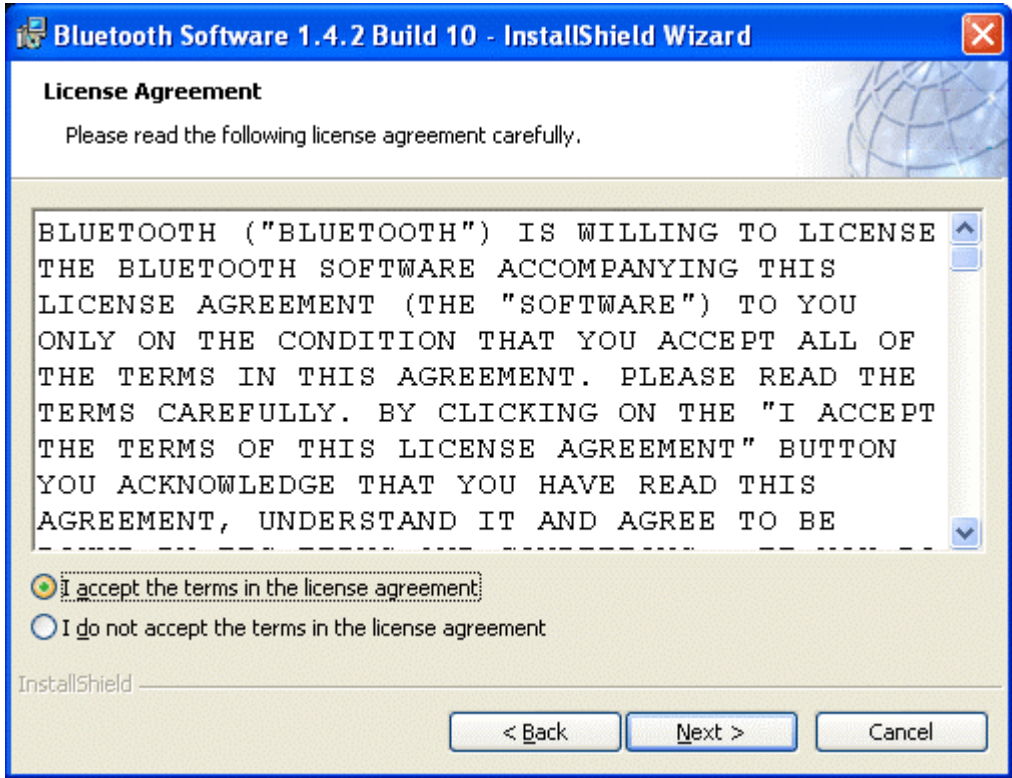 Bluetooth Software 1.4.2 Build 10 - InstallShield Wizard
License Agreement
Please read the following license agreement carefully.
BLUETOOTH ("BLUETOOTH") IS WILLING TO LICENSE
THE BLUETOOTH SOFTWARE ACCOMPANYING THIS
LICENSE AGREEMENT (THE "SOFTWARE") TO YOU
ONLY ON THE CONDITION THAT YOU ACCEPT ALL OF
THE TERMS IN THIS AGREEMENT. PLEASE READ THE
TERMS CAREFULLY. BY CLICKING ON THE "I ACCEPT
THE TERMS OF THIS LICENSE AGREEMENT" BUTTON
YOU ACKNOWLEDGE THAT YOU HAVE READ THIS
AGREEMENT, UNDERSTAND IT AND AGREE TO BE
I accept the terms in the license agreement
I do not accept the terms in the license agreement
InstallShield
< Back Next > Cancel